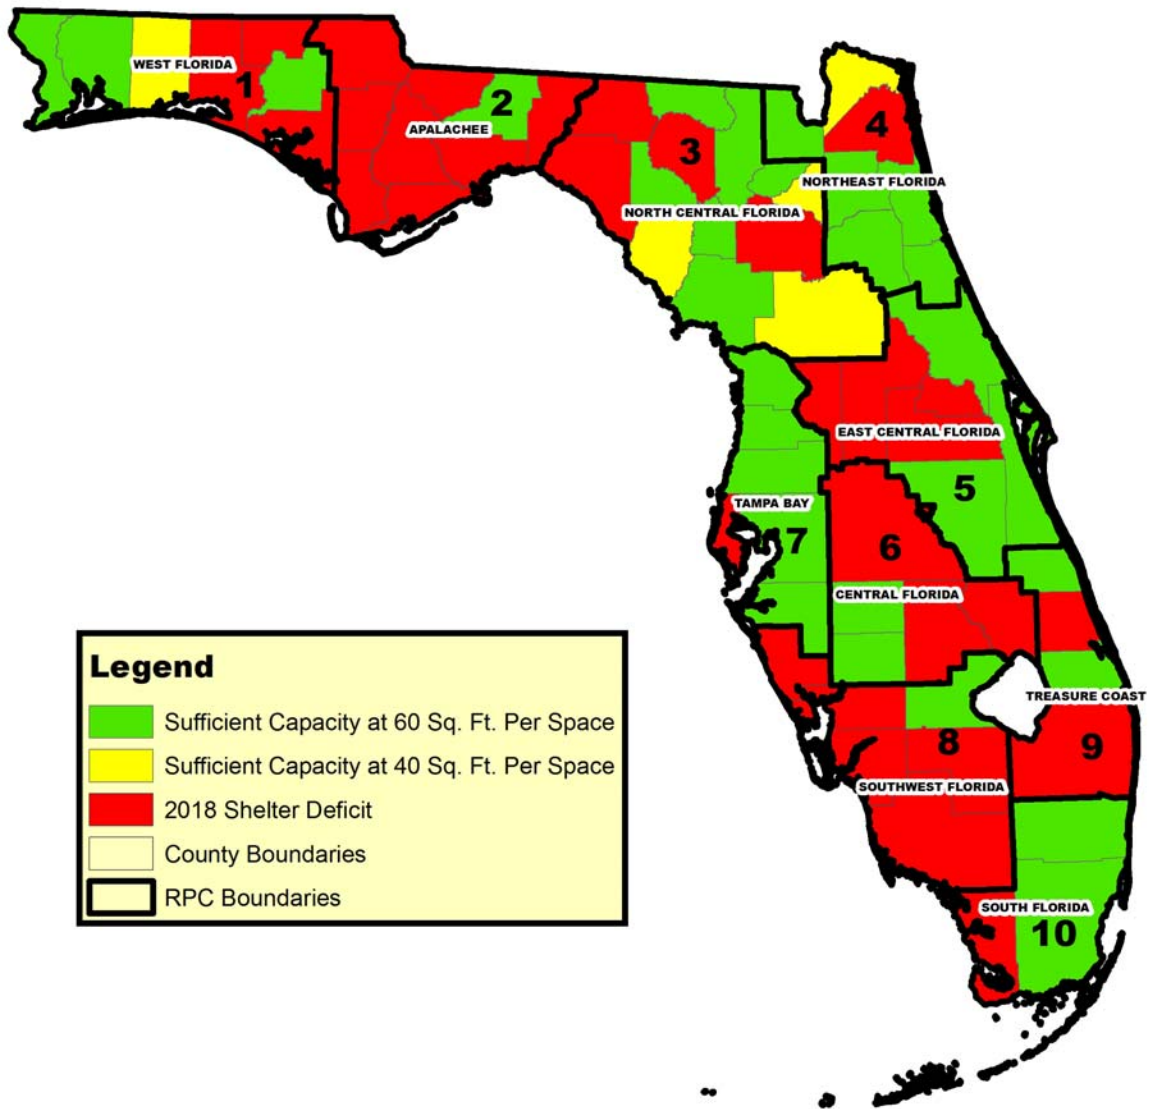 WEST FLORIDA
1
2
APALACHEE
3
4
NORTHEAST FLORIDA
NORTH CENTRAL FLORIDA
EAST CENTRAL FLORIDA
5
TAMPA BAY
7
6
CENTRAL FLORIDA
TREASURE COAST
8
9
SOUTHWEST FLORIDA
SOUTH FLORIDA
10
Legend
Sufficient Capacity at 60 Sq. Ft. Per Space
Sufficient Capacity at 40 Sq. Ft. Per Space
2018 Shelter Deficit
County Boundaries
RPC Boundaries